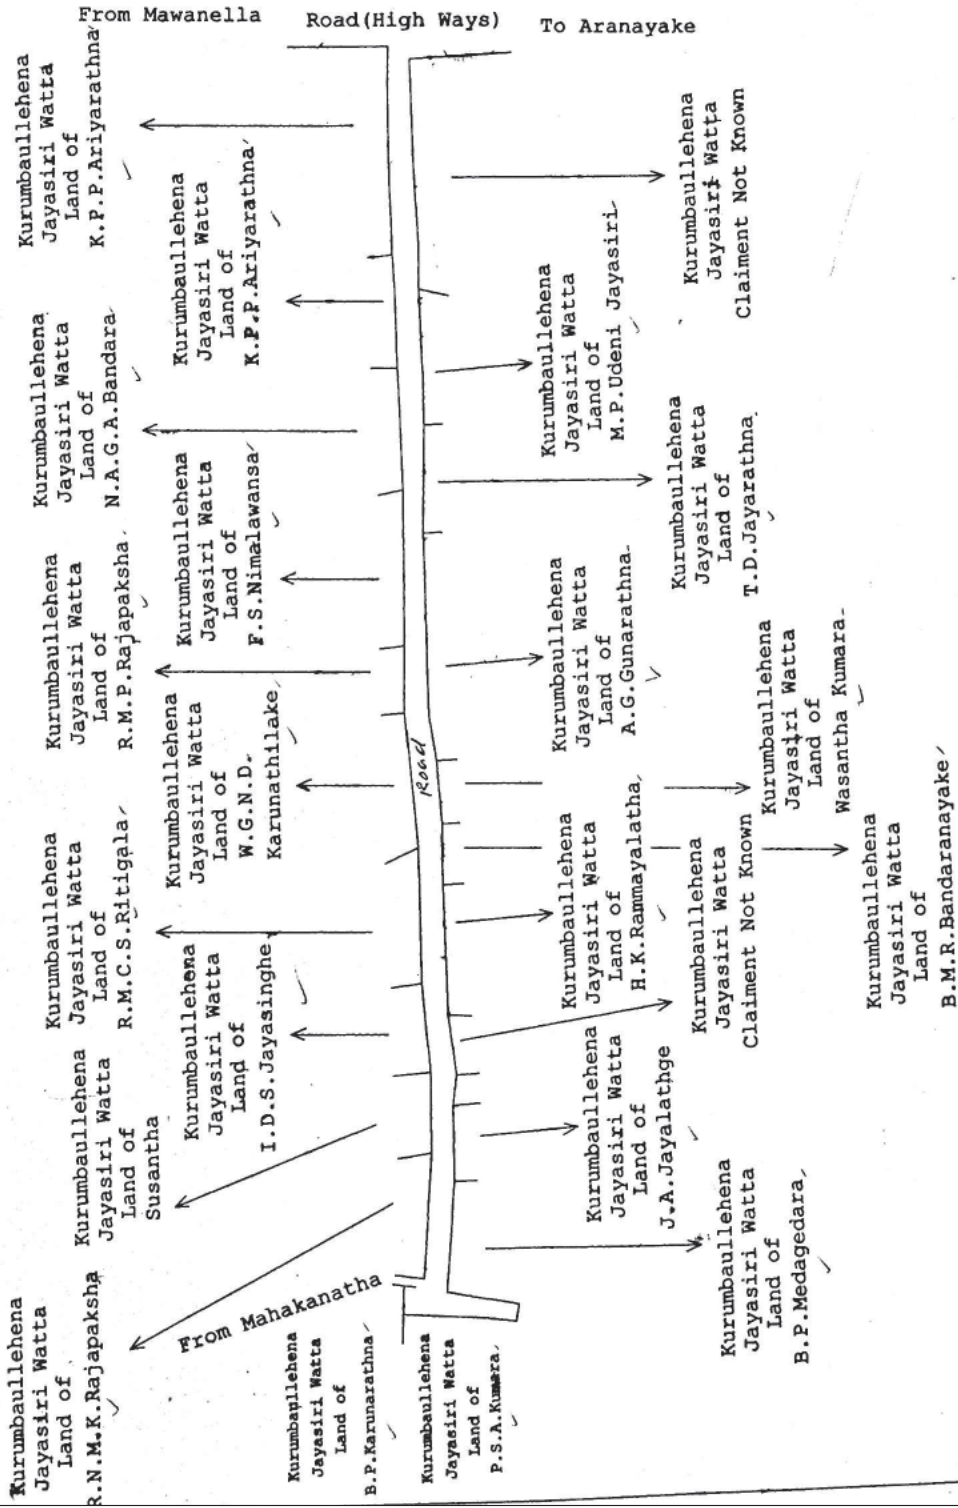 From Mawanella
Road(High Ways)
To Aranayake
Kurumbaullehena
Jayasiri Watta
Land of
K.P.P.Ariyarathna
Kurumbaullehena
Jayasiri Watta
Land of
K.P.P.Ariyarathna
Kurumbaullehena
Jayasiri Watta
Land of
N.A.G.A.Bandara
Kurumbaullehena
Jayasiri Watta
Land of
F.S.Nimalawansa
Kurumbaullehena
Jayasiri Watta
Land of
R.M.P.Rajapaksha
Kurumbaullehena
Jayasiri Watta
Land of
W.G.N.D.
Karunathilake
Kurumbaullehena
Jayasiri Watta
Land of
R.M.C.S.Ritigala
Kurumbaullehena
Jayasiri Watta
Land of
I.D.S.Jayasinghe
Kurumbaullehena
Jayasiri Watta
Land of
Susantha
Kurumbaullehena
Jayasiri Watta
Land of
R.N.M.K.Rajapaksha
From Mahakanatha
Kurumbaullehena
Jayasiri Watta
Land of
B.P.Karunarathna
Kurumbaullehena
Jayasiri Watta
Land of
P.S.A.Kumara
Road
Kurumbaullehena
Jayasiri Watta
Claiment Not Known
Kurumbaullehena
Jayasiri Watta
Land of
M.P.Udeni Jayasiri
Kurumbaullehena
Jayasiri Watta
Land of
T.D.Jayarathna
Kurumbaullehena
Jayasiri Watta
Land of
A.G.Gunarathna
Kurumbaullehena
Jayasiri Watta
Land of
Wasantha Kumara
Kurumbaullehena
Jayasiri Watta
Land of
B.M.R.Bandaranayake
Kurumbaullehena
Jayasiri Watta
Land of
H.K.Rammayalatha
Kurumbaullehena
Jayasiri Watta
Claiment Not Known
Kurumbaullehena
Jayasiri Watta
Land of
J.A.Jayalathge
Kurumbaullehena
Jayasiri Watta
Land of
B.P.Medagedara